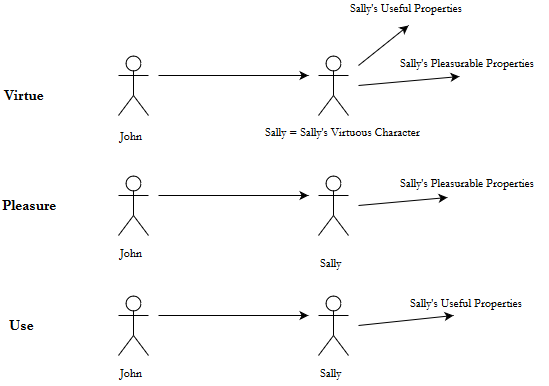 Sally's Useful Properties
Sally's Pleasurable Properties
Virtue
John
Sally = Sally's Virtuous Character
Sally's Pleasurable Properties
Pleasure
John
Sally
Sally's Useful Properties
Use
John
Sally